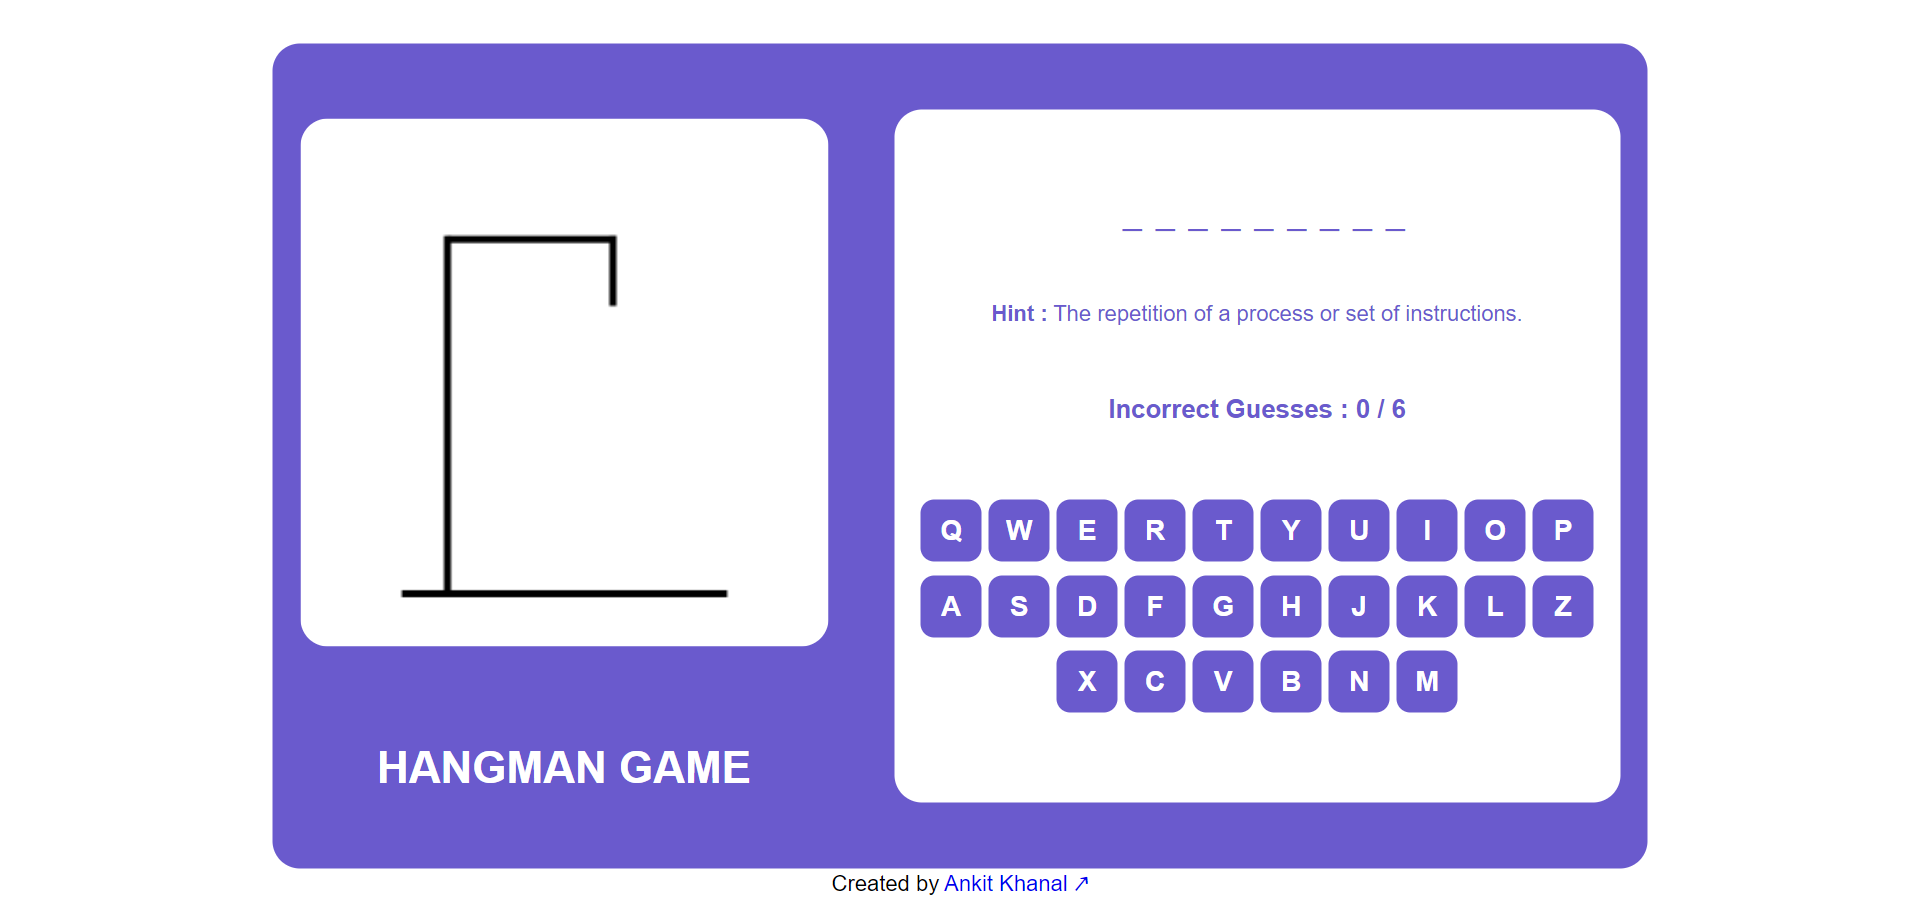 _ _ _ _ _ _ _ _ _
Hint : The repetition of a process or set of instructions.
Incorrect Guesses : 0 / 6
Q W E R T Y U I O P
A S D F G H J K L Z
X C V B N M
HANGMAN GAME
Created by Ankit Khanal ↗